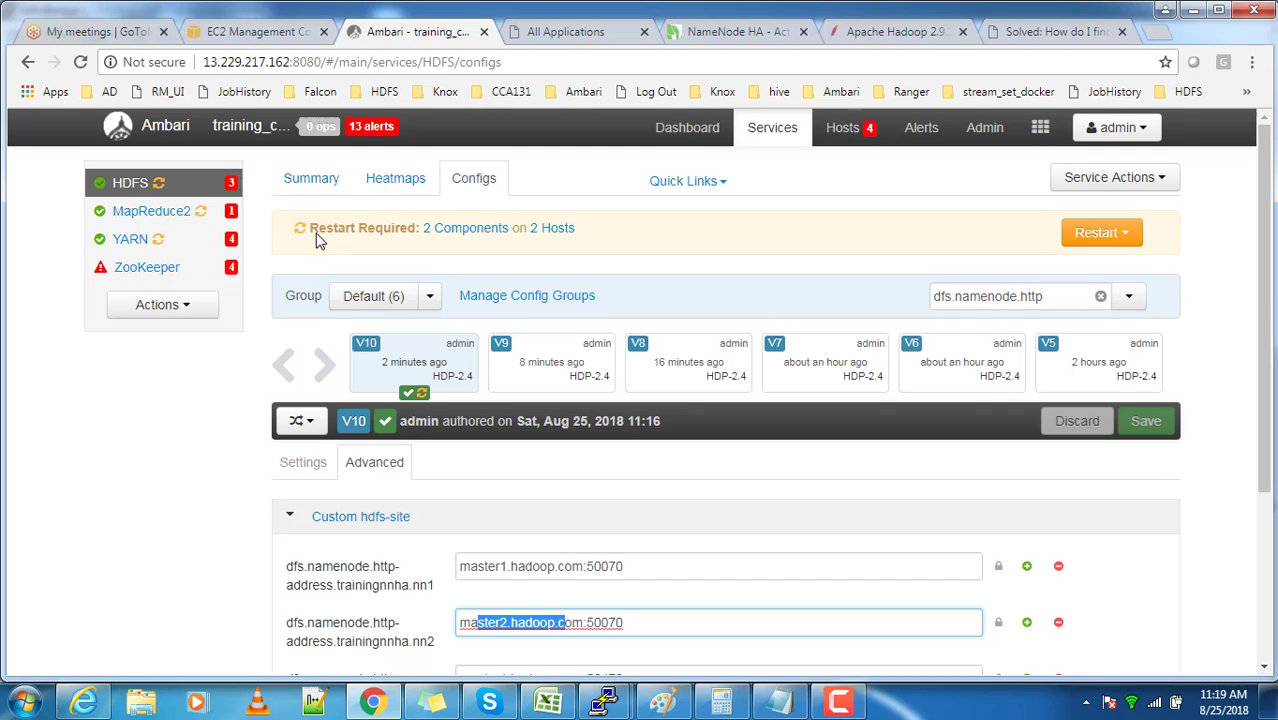 My meetings | GoTo
EC2 Management Co
Ambari - training_c...
All Applications
NameNode HA - Act
Apache Hadoop 2.9.
Solved: How do I fin
Not secure 13.229.217.162:8080/#/main/services/HDFS/configs
Apps AD RM_UI JobHistory Falcon HDFS Knox CCA131 Ambari Log Out Knox hive Ambari Ranger stream_set_docker JobHistory HDFS »
Ambari training_c... 0 ops 13 alerts Dashboard Services Hosts 4 Alerts Admin admin
HDFS 3
MapReduce2 1
YARN 4
ZooKeeper 4
Actions
Summary Heatmaps Configs Quick Links Service Actions
Restart Required: 2 Components on 2 Hosts Restart
Group Default (6) Manage Config Groups dfs.namenode.http
V10 admin 2 minutes ago HDP-2.4
V9 admin 8 minutes ago HDP-2.4
V8 admin 16 minutes ago HDP-2.4
V7 admin about an hour ago HDP-2.4
V6 admin about an hour ago HDP-2.4
V5 admin 2 hours ago HDP-2.4
V10 admin authored on Sat, Aug 25, 2018 11:16 Discard Save
Settings Advanced
Custom hdfs-site
dfs.namenode.http-
address.trainingnnha.nn1
master1.hadoop.com:50070
dfs.namenode.http-
address.trainingnnha.nn2
master2.hadoop.com:50070
11:19 AM
8/25/2018